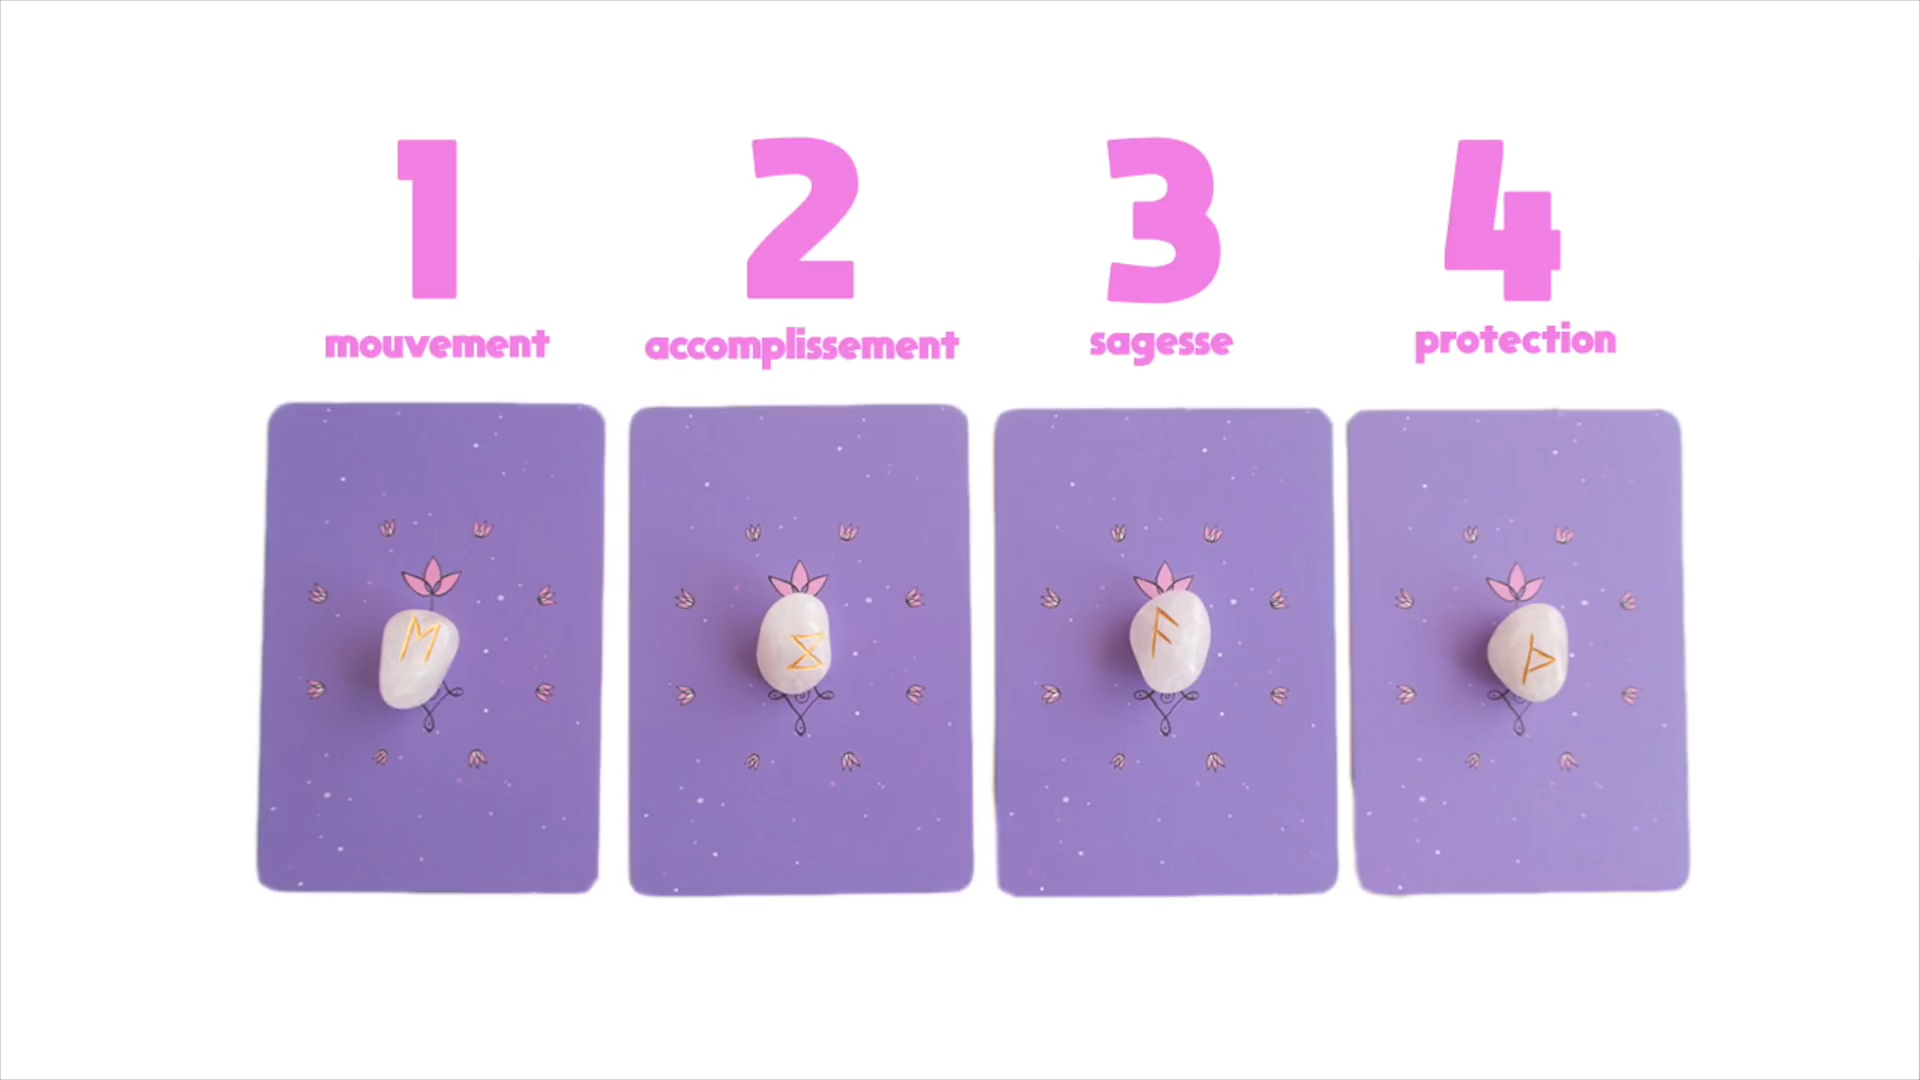 1 2 3 4
mouvement accomplissement sagesse protection
ᛖ ᛞ ᚨ ᚦ